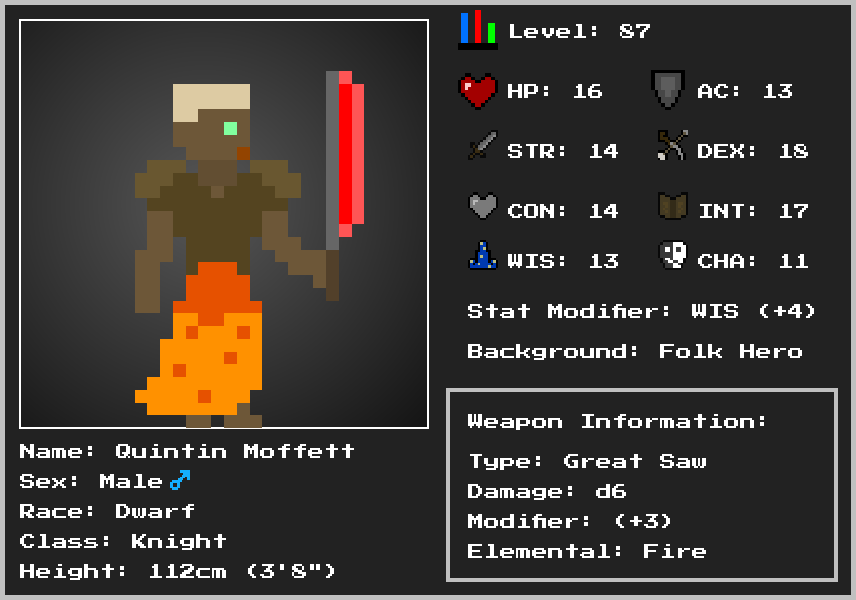 Level: 87
HP: 16
AC: 13
STR: 14
DEX: 18
CON: 14
INT: 17
WIS: 13
CHA: 11
Stat Modifier: WIS (+4)
Background: Folk Hero
Name: Quintin Moffett
Sex: Male♂
Race: Dwarf
Class: Knight
Height: 112cm (3'8")
Weapon Information:
Type: Great Saw
Damage: d6
Modifier: (+3)
Elemental: Fire